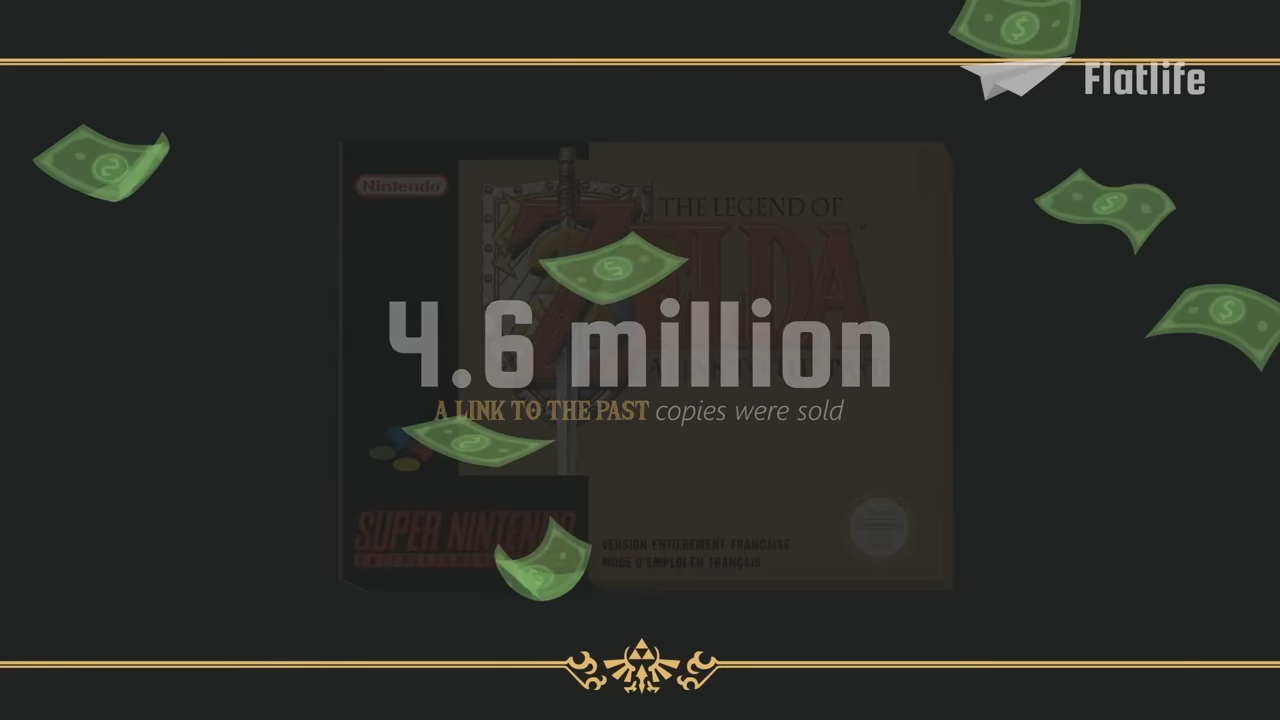 Flatlife
Nintendo
THE LEGEND OF
ZELDA
4.6 million
A LINK TO THE PAST copies were sold
SUPER NINTENDO
VERSION ENTIEREMENT FRANÇAISE
MODE D'EMPLOI EN FRANÇAIS